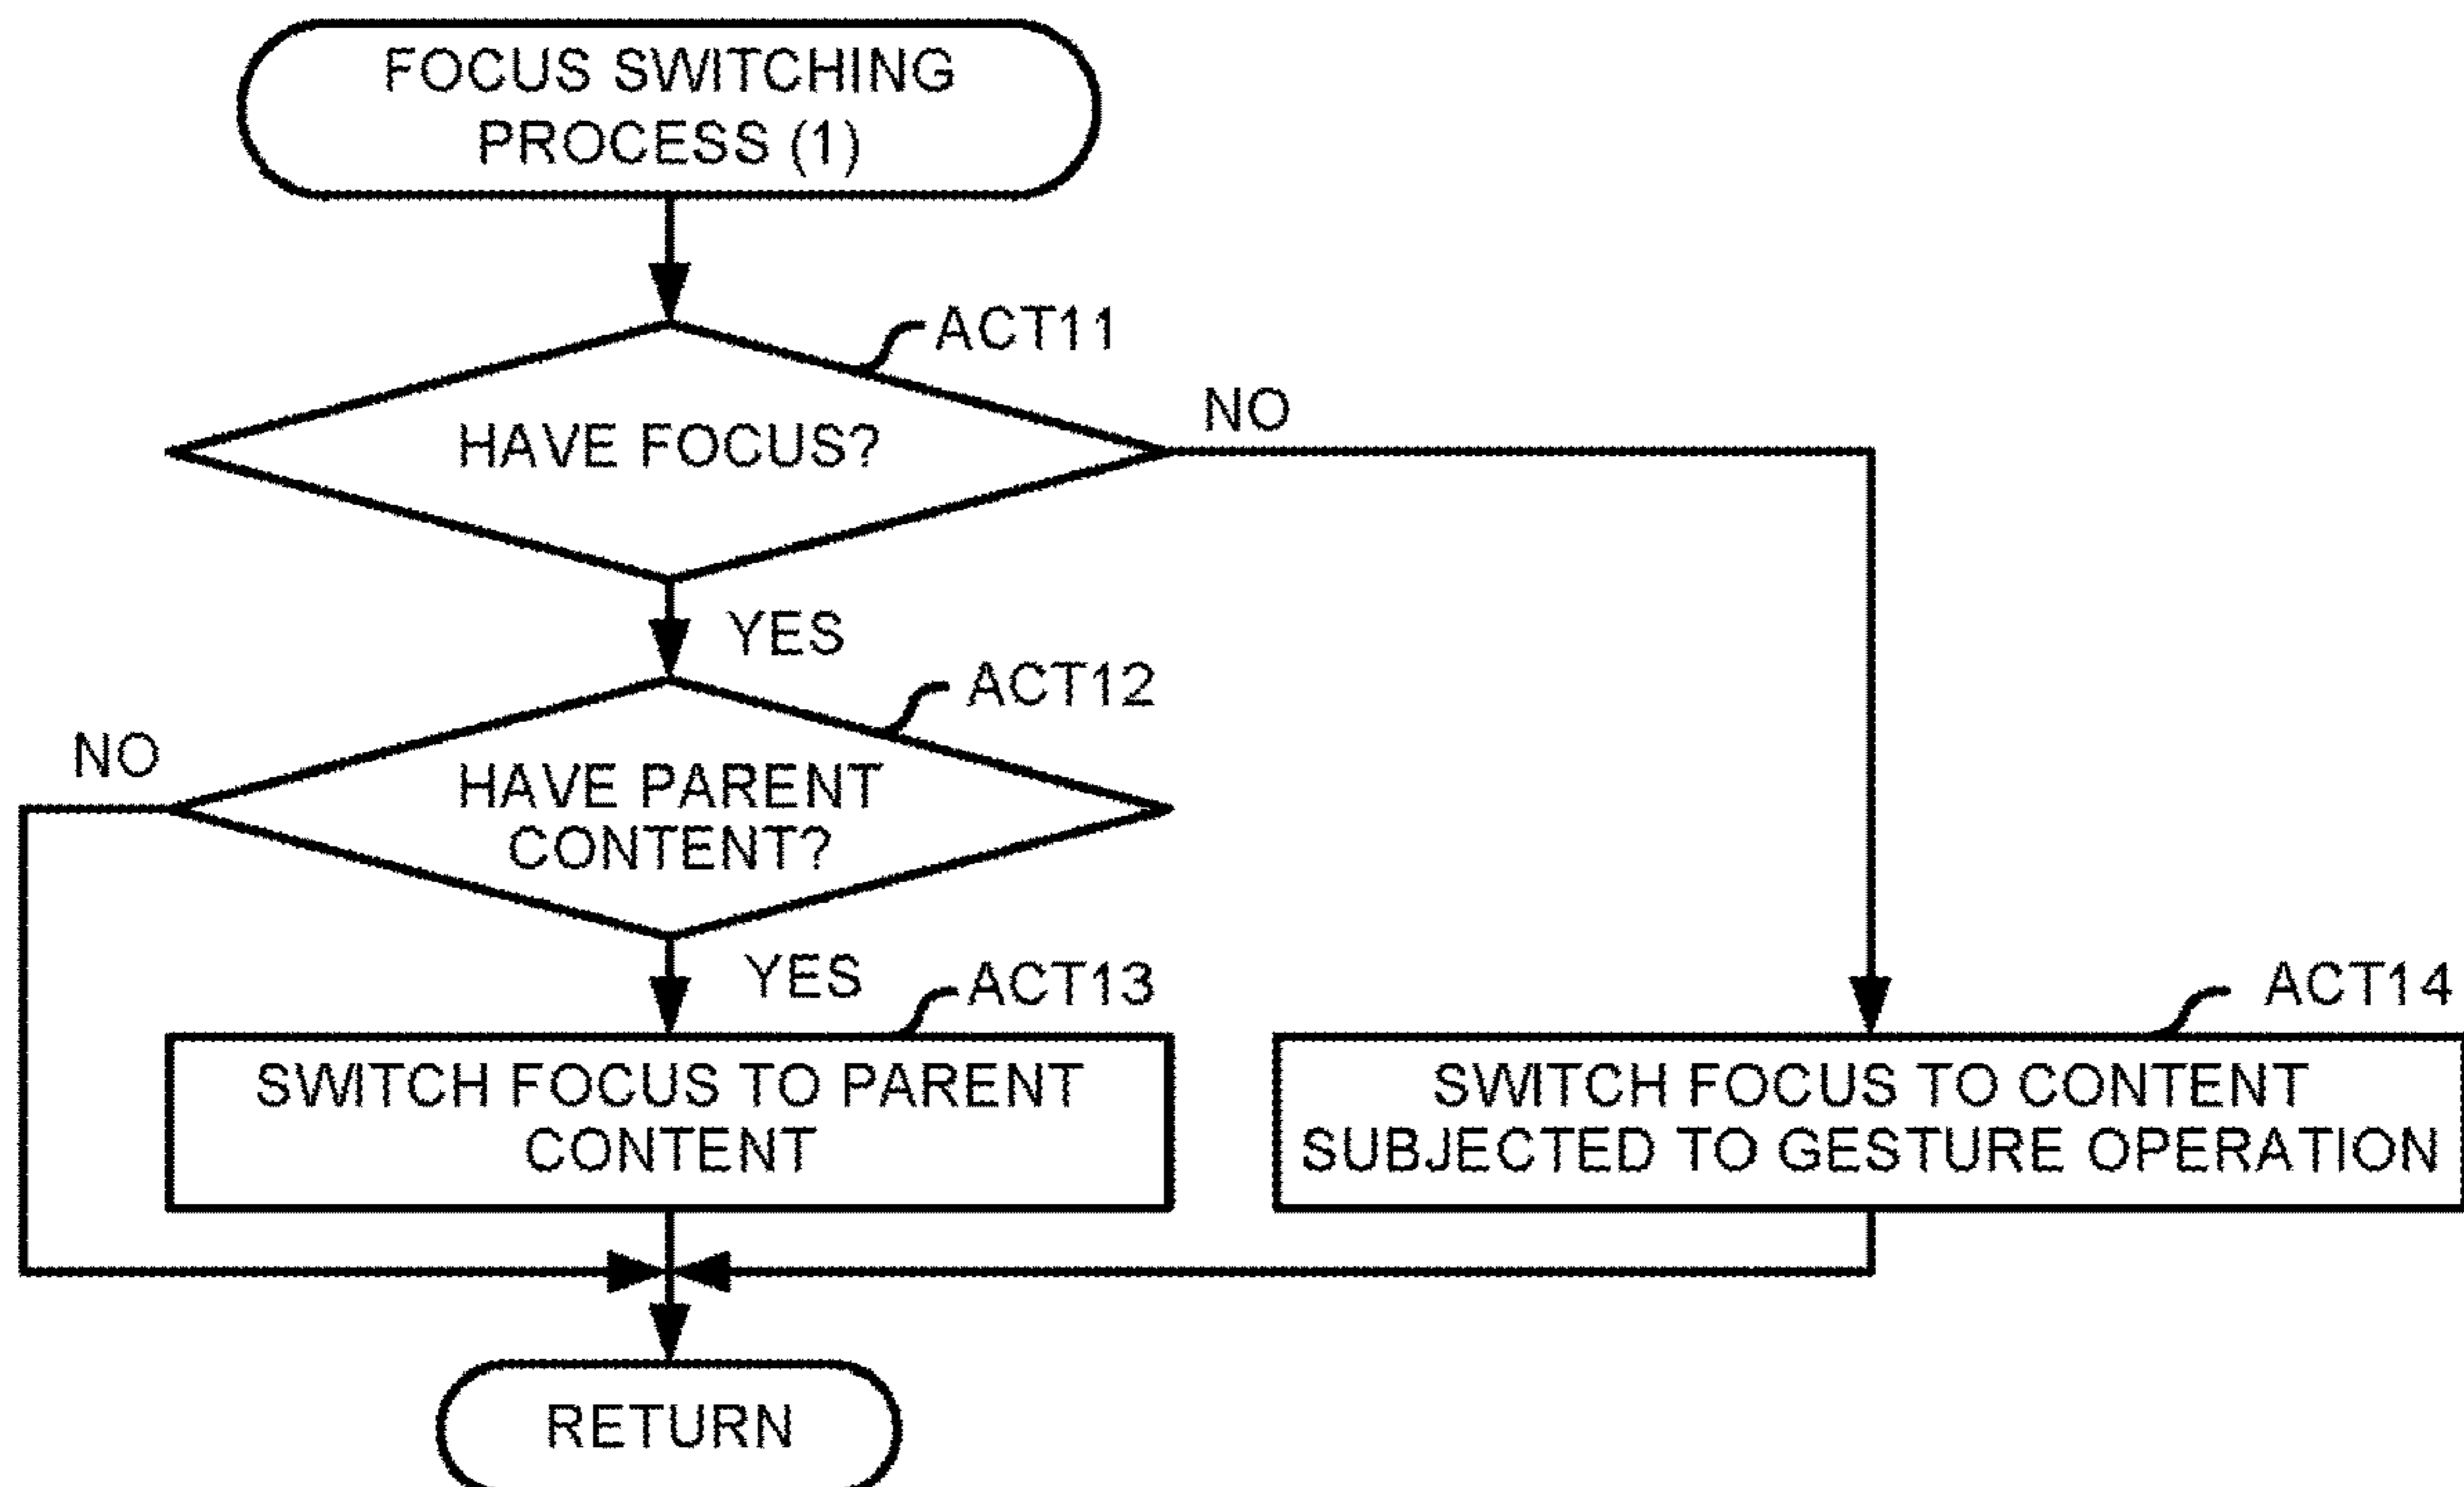 FOCUS SWITCHING
PROCESS (1)
ACT11
HAVE FOCUS?
NO
YES
ACT12
NO
HAVE PARENT
CONTENT?
YES
ACT13
SWITCH FOCUS TO PARENT
CONTENT
ACT14
SWITCH FOCUS TO CONTENT
SUBJECTED TO GESTURE OPERATION
RETURN